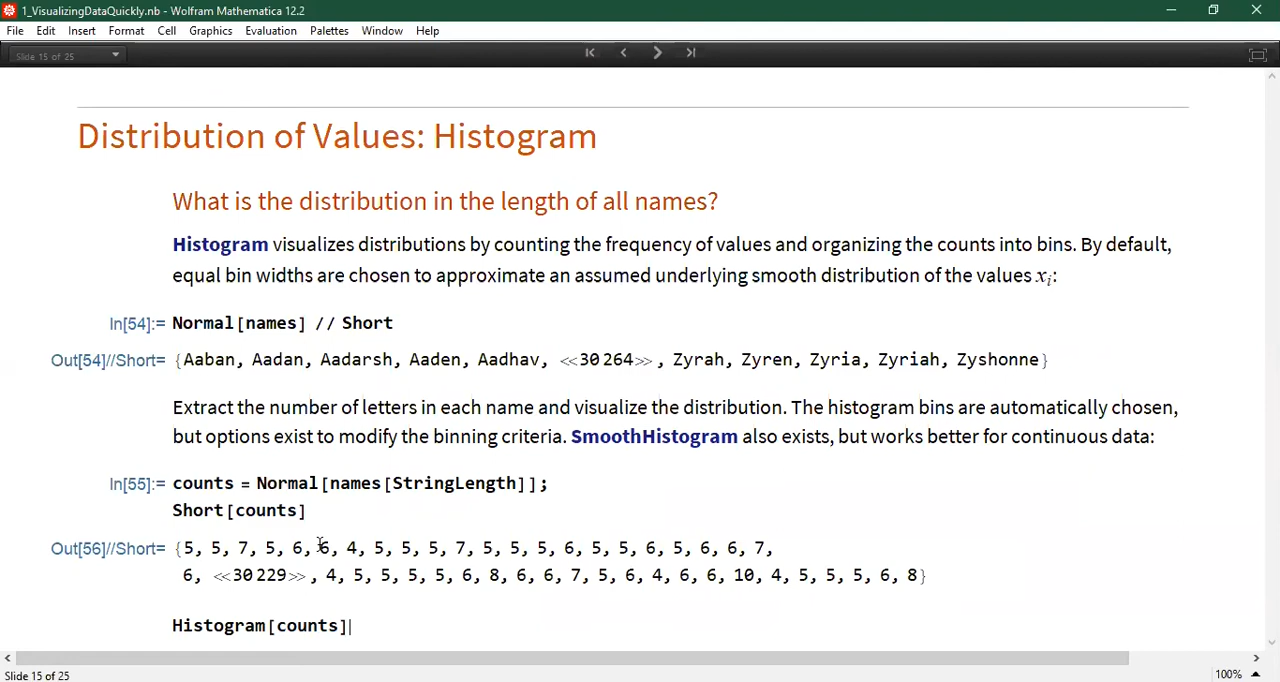 1_VisualizingDataQuickly.nb - Wolfram Mathematica 12.2
File Edit Insert Format Cell Graphics Evaluation Palettes Window Help
Slide 15 of 25
Distribution of Values: Histogram
What is the distribution in the length of all names?
Histogram visualizes distributions by counting the frequency of values and organizing the counts into bins. By default,
equal bin widths are chosen to approximate an assumed underlying smooth distribution of the values xᵢ:
In[54]:= Normal[names] // Short
Out[54]//Short= {Aaban, Aadan, Aadarsh, Aaden, Aadhav, <<30264>>, Zyrah, Zyren, Zyria, Zyriah, Zyshonne}
Extract the number of letters in each name and visualize the distribution. The histogram bins are automatically chosen,
but options exist to modify the binning criteria. SmoothHistogram also exists, but works better for continuous data:
In[55]:= counts = Normal[names[StringLength]];
Short[counts]
Out[56]//Short= {5, 5, 7, 5, 6, 6, 4, 5, 5, 5, 7, 5, 5, 5, 6, 5, 5, 6, 5, 6, 6, 7,
6, <<30229>>, 4, 5, 5, 5, 5, 6, 8, 6, 6, 7, 5, 6, 4, 6, 6, 10, 4, 5, 5, 5, 6, 8}
Histogram[counts]
Slide 15 of 25 100%